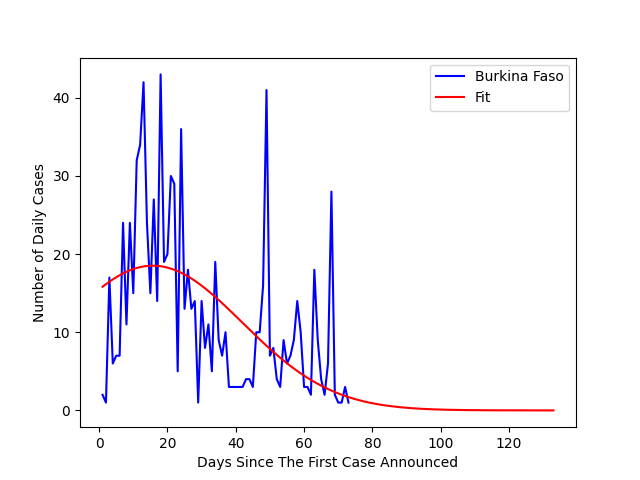 Burkina Faso
Fit
Number of Daily Cases
40
30
20
10
0
0 20 40 60 80 100 120
Days Since The First Case Announced